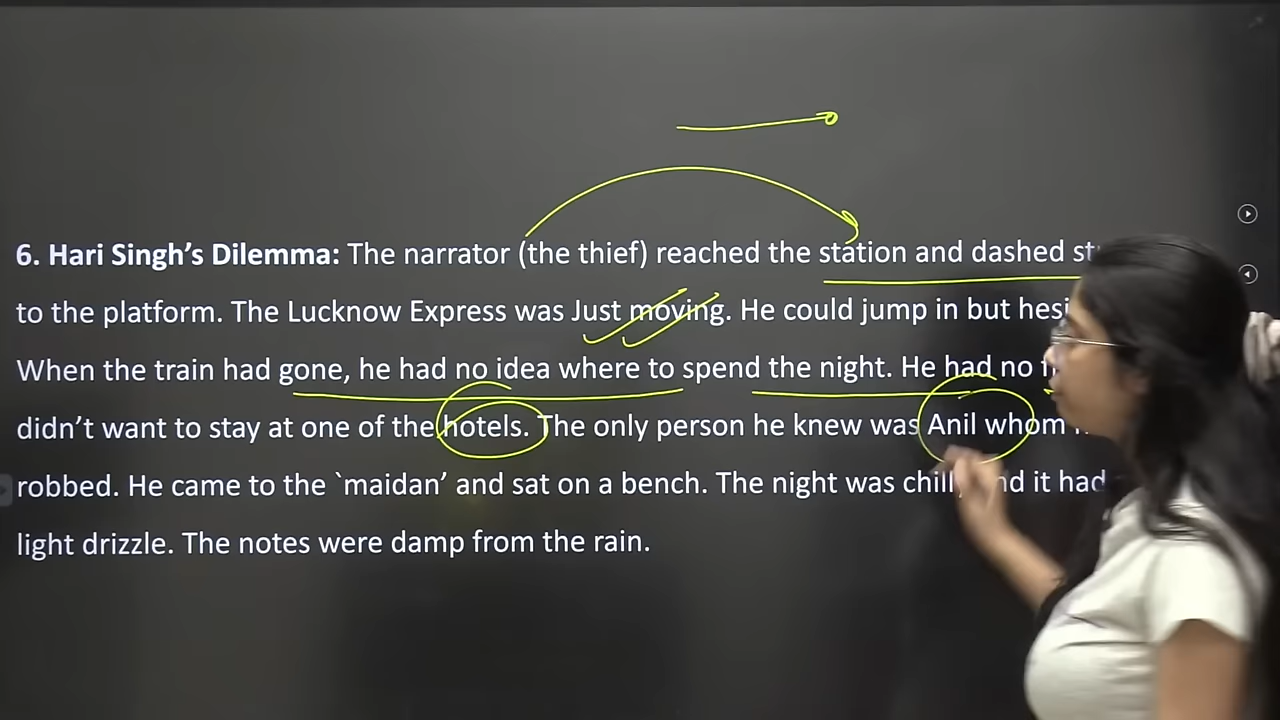 6. Hari Singh’s Dilemma: The narrator (the thief) reached the station and dashed
to the platform. The Lucknow Express was Just moving. He could jump in but
When the train had gone, he had no idea where to spend the night. He had no
didn’t want to stay at one of the hotels. The only person he knew was Anil whom
robbed. He came to the `maidan’ and sat on a bench. The night was and it had
light drizzle. The notes were damp from the rain.